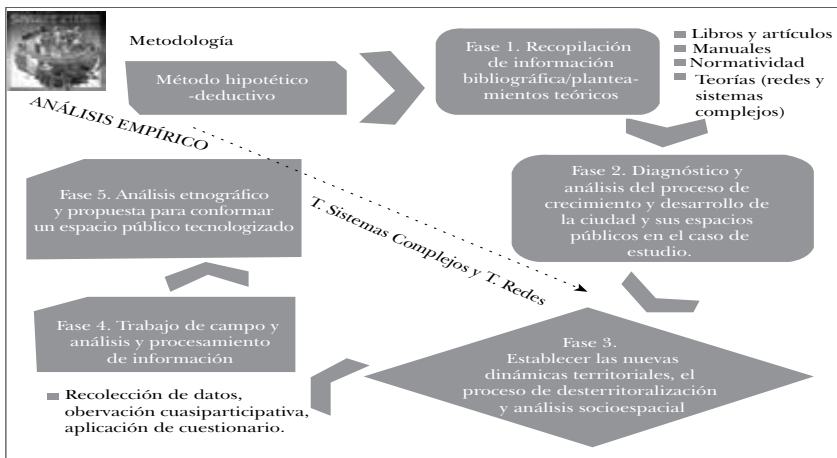 Metodología
Método hipotético
-deductivo
Fase 1. Recopilación
de información
bibliográfica/plantea-
mientos teóricos
Libros y artículos
Manuales
Normatividad
Teorías (redes y
sistemas
complejos)
ANÁLISIS EMPÍRICO
T. Sistemas Complejos y T. Redes
Fase 2. Diagnóstico y
análisis del proceso de
crecimiento y desarrollo de
la ciudad y sus espacios
públicos en el caso de
estudio.
Fase 3.
Establecer las nuevas
dinámicas territoriales, el
proceso de desterritoralización
y análisis socioespacial
Fase 4. Trabajo de campo y
análisis y procesamiento
de información
Recolección de datos,
obervación cuasiparticipativa,
aplicación de cuestionario.
Fase 5. Análisis etnográfico
y propuesta para conformar
un espacio público tecnologizado